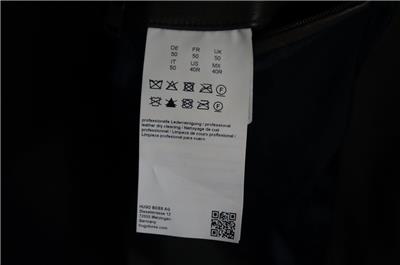 DE FR UK
50 50 50
IT US MX
50 40R 40R
F
F
professionelle Lederreinigung / professional
leather dry cleaning / Nettoyage de cuir
professionnel / Limpieza de cuero profesional /
Limpeza profissional para couro
HUGO BOSS AG
Dieselstrasse 12
72555 Metzingen
Germany
hugoboss.com